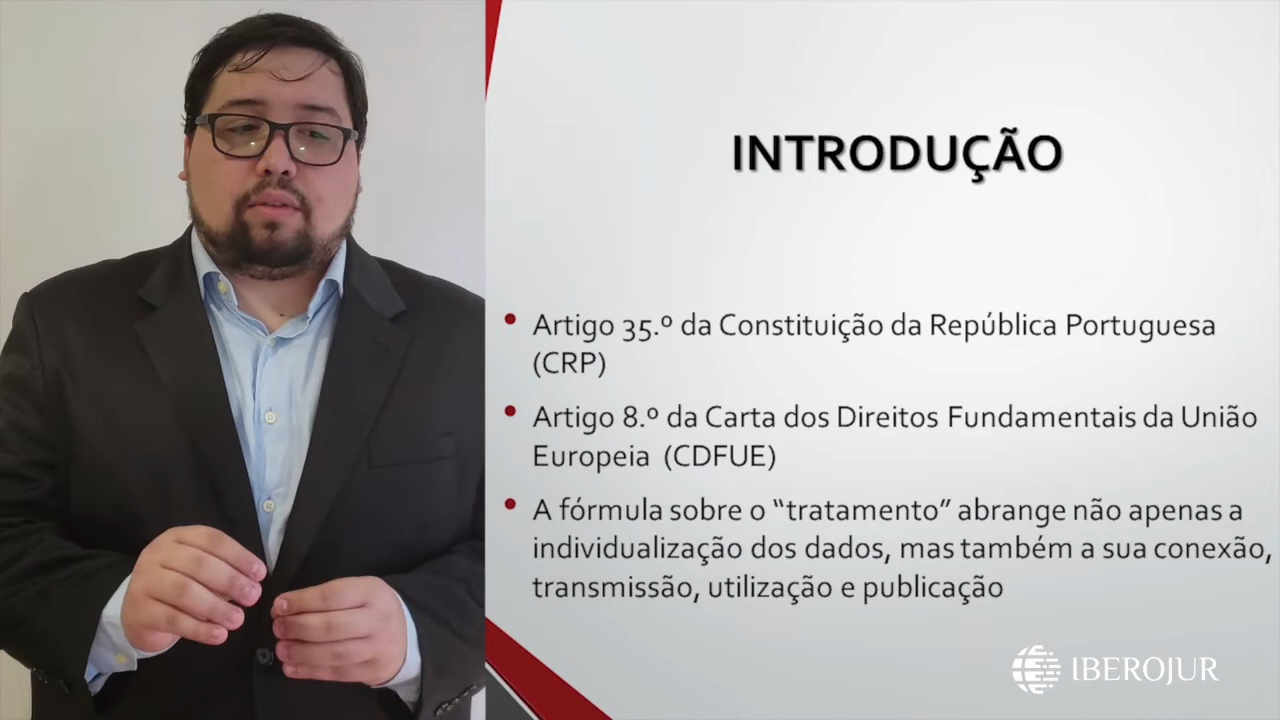 INTRODUÇÃO
• Artigo 35.º da Constituição da República Portuguesa
(CRP)
• Artigo 8.º da Carta dos Direitos Fundamentais da União
Europeia (CDFUE)
• A fórmula sobre o “tratamento” abrange não apenas a
individualização dos dados, mas também a sua conexão,
transmissão, utilização e publicação
IBEROJUR